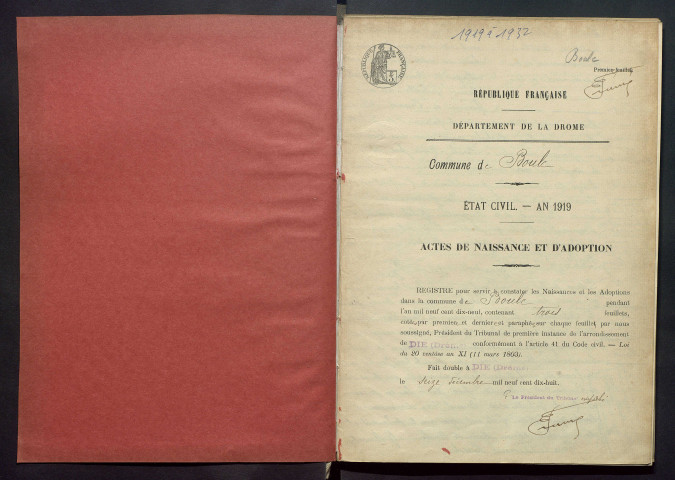 1919 à 1932
Boule
Premier feuillet
RÉPUBLIQUE FRANÇAISE
DÉPARTEMENT DE LA DROME
Commune de Boule
ÉTAT CIVIL. — AN 1919
ACTES DE NAISSANCE ET D'ADOPTION
REGISTRE pour servir à constater les Naissances et les Adoptions
dans la commune de Boule pendant
l'an mil neuf cent dix-neuf, contenant trois feuillets,
coté, par premier et dernier et paraphé, sur chaque feuillet par nous
soussigné, Président du Tribunal de première instance de l'arrondissement
de DIE (Drôme) conformément à l'article 41 du Code civil. — Loi
du 20 ventôse an XI (11 mars 1803).
Fait double à DIE (Drôme)
le seize décembre mil neuf cent dix-huit.
Le Président du Tribunal